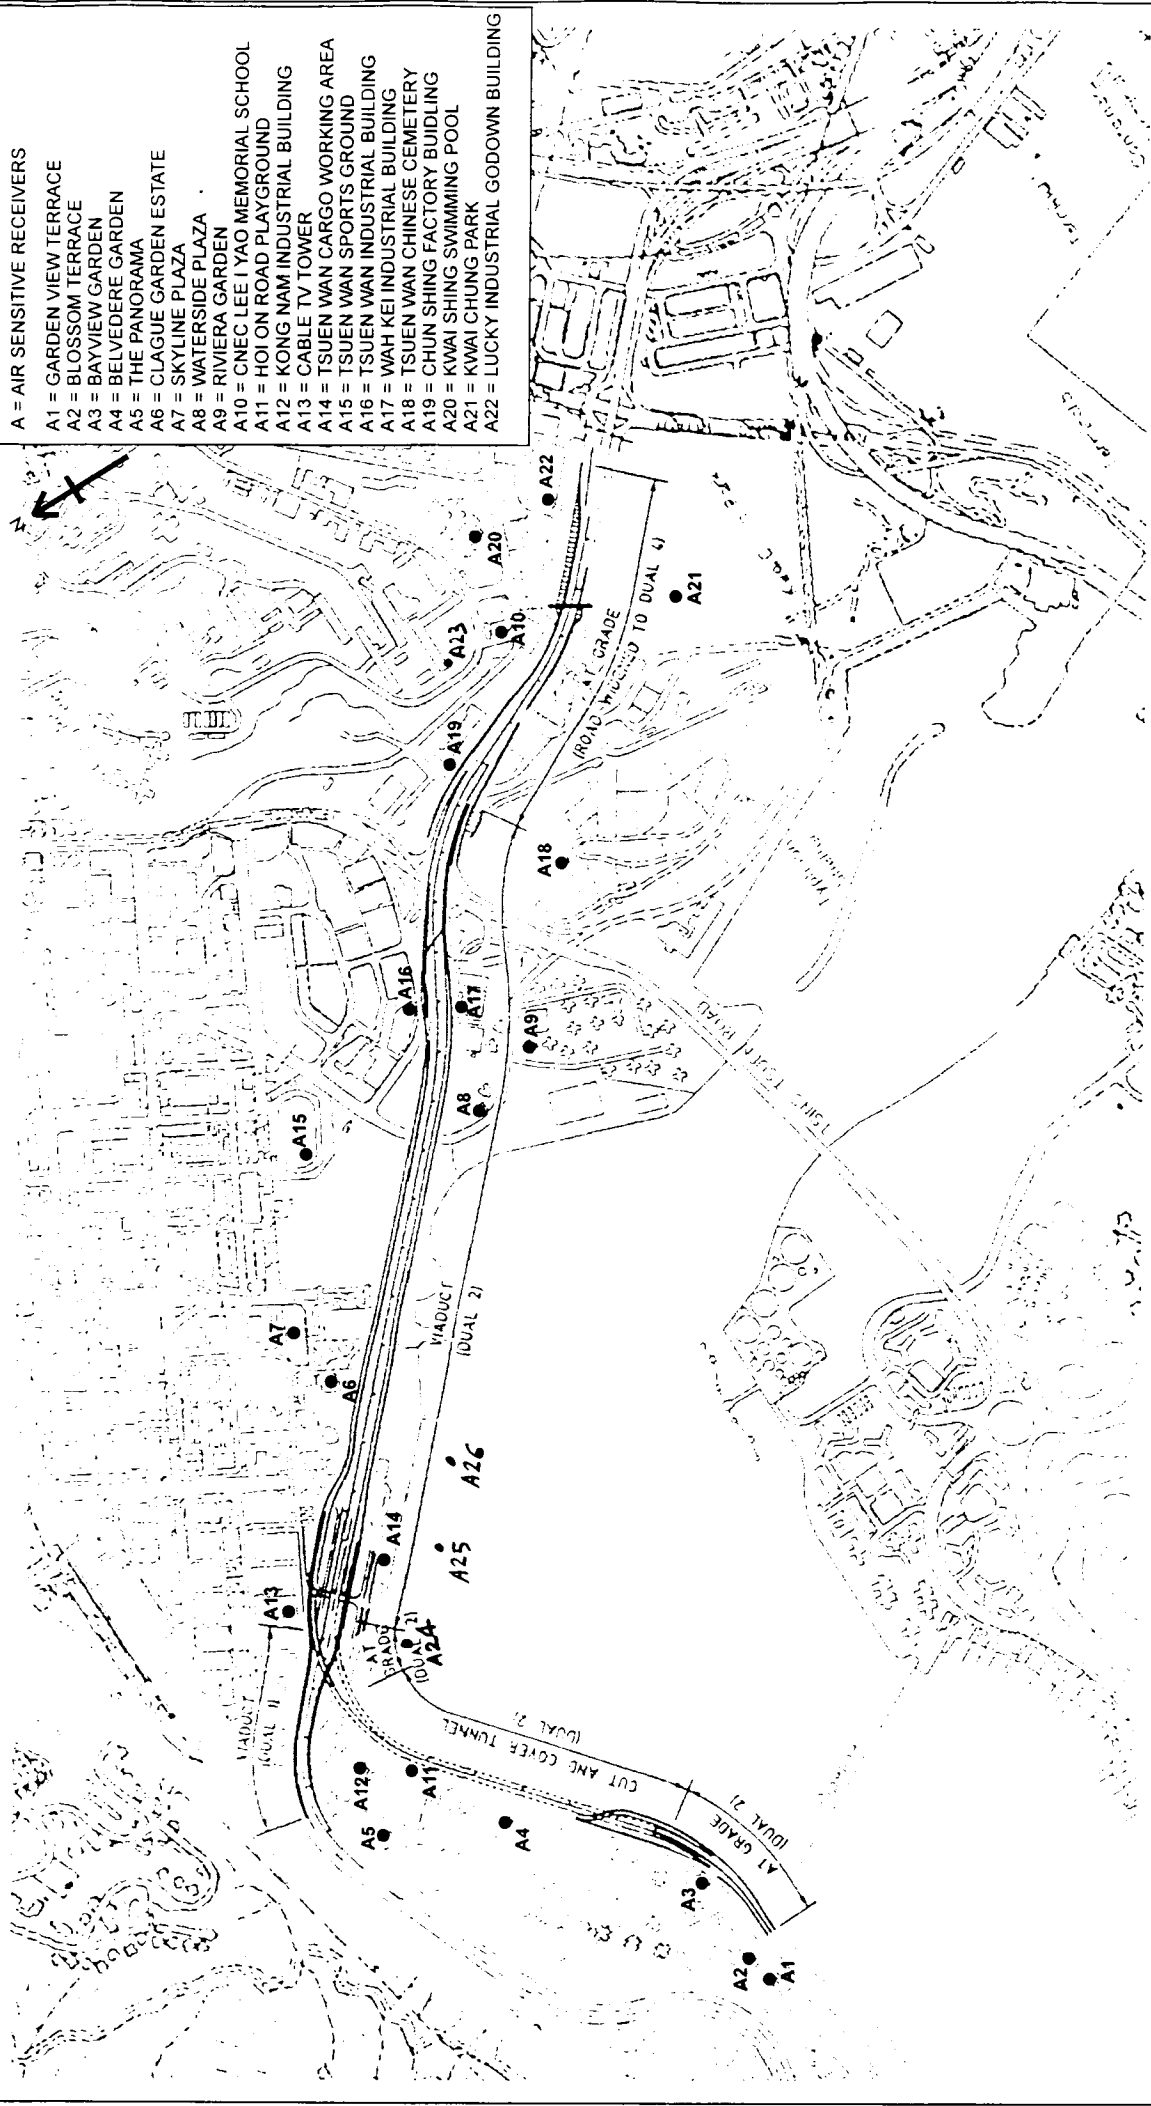 A = AIR SENSITIVE RECEIVERS
A1 = GARDEN VIEW TERRACE
A2 = BLOSSOM TERRACE
A3 = BAYVIEW GARDEN
A4 = BELVEDERE GARDEN
A5 = THE PANORAMA
A6 = CLAGUE GARDEN ESTATE
A7 = SKYLINE PLAZA
A8 = WATERSIDE PLAZA
A9 = RIVIERA GARDEN
A10 = CNEC LEE I YAO MEMORIAL SCHOOL
A11 = HOI ON ROAD PLAYGROUND
A12 = KONG NAM INDUSTRIAL BUILDING
A13 = CABLE TV TOWER
A14 = TSUEN WAN CARGO WORKING AREA
A15 = TSUEN WAN SPORTS GROUND
A16 = TSUEN WAN INDUSTRIAL BUILDING
A17 = WAH KEI INDUSTRIAL BUILDING
A18 = TSUEN WAN CHINESE CEMETERY
A19 = CHUN SHING FACTORY BUIDLING
A20 = KWAI SHING SWIMMING POOL
A21 = KWAI CHUNG PARK
A22 = LUCKY INDUSTRIAL GODOWN BUILDING
N
A1
A2
A3
A4
A5
A12
A11
A13
A14
A24
A25
A26
A6
A7
A15
A8
A9
A16
A17
A18
A19
A23
A10
A20
A21
A22
VIADUCT
(DUAL 1)
AT
GRADE
(DUAL 2)
CUT AND COVER TUNNEL
(DUAL 2)
AT GRADE
(DUAL 2)
VIADUCT
(DUAL 2)
AT GRADE
(ROAD WIDENED TO DUAL 4)
TSING TSUEN ROAD